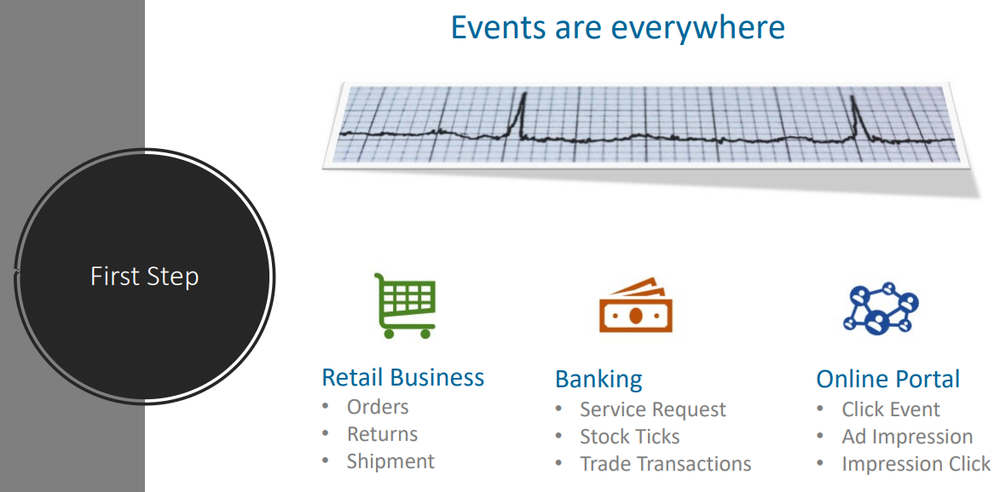 Events are everywhere
First Step
Retail Business
• Orders
• Returns
• Shipment
Banking
• Service Request
• Stock Ticks
• Trade Transactions
Online Portal
• Click Event
• Ad Impression
• Impression Click